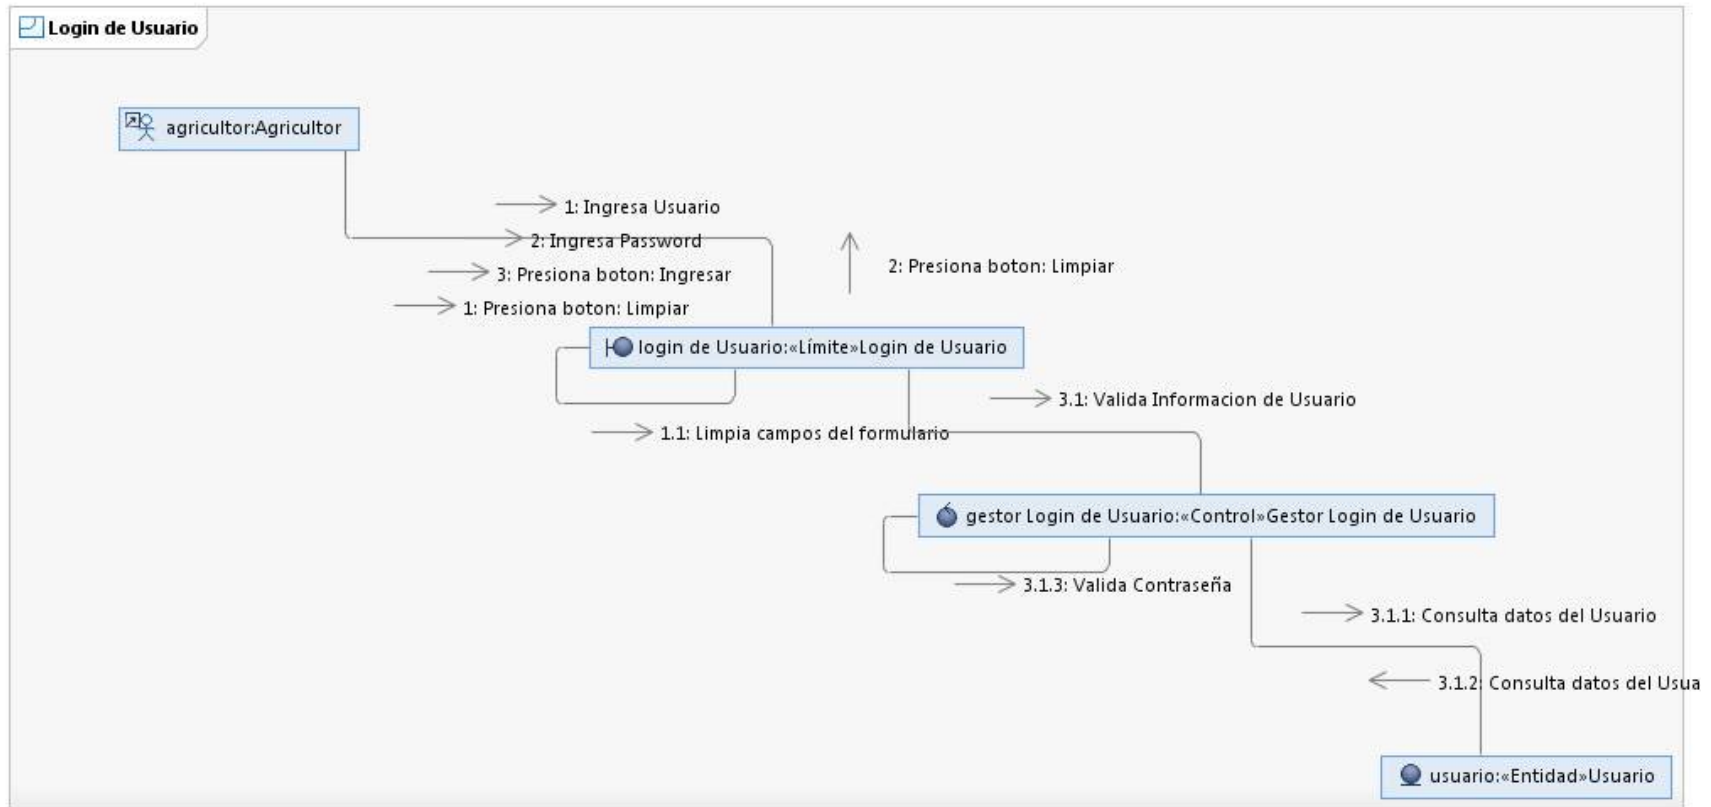 Login de Usuario
agricultor:Agricultor
1: Ingresa Usuario
2: Ingresa Password
2: Presiona boton: Limpiar
3: Presiona boton: Ingresar
1: Presiona boton: Limpiar
login de Usuario:«Límite»Login de Usuario
3.1: Valida Informacion de Usuario
1.1: Limpia campos del formulario
gestor Login de Usuario:«Control»Gestor Login de Usuario
3.1.3: Valida Contraseña
3.1.1: Consulta datos del Usuario
3.1.2: Consulta datos del Usua
usuario:«Entidad»Usuario